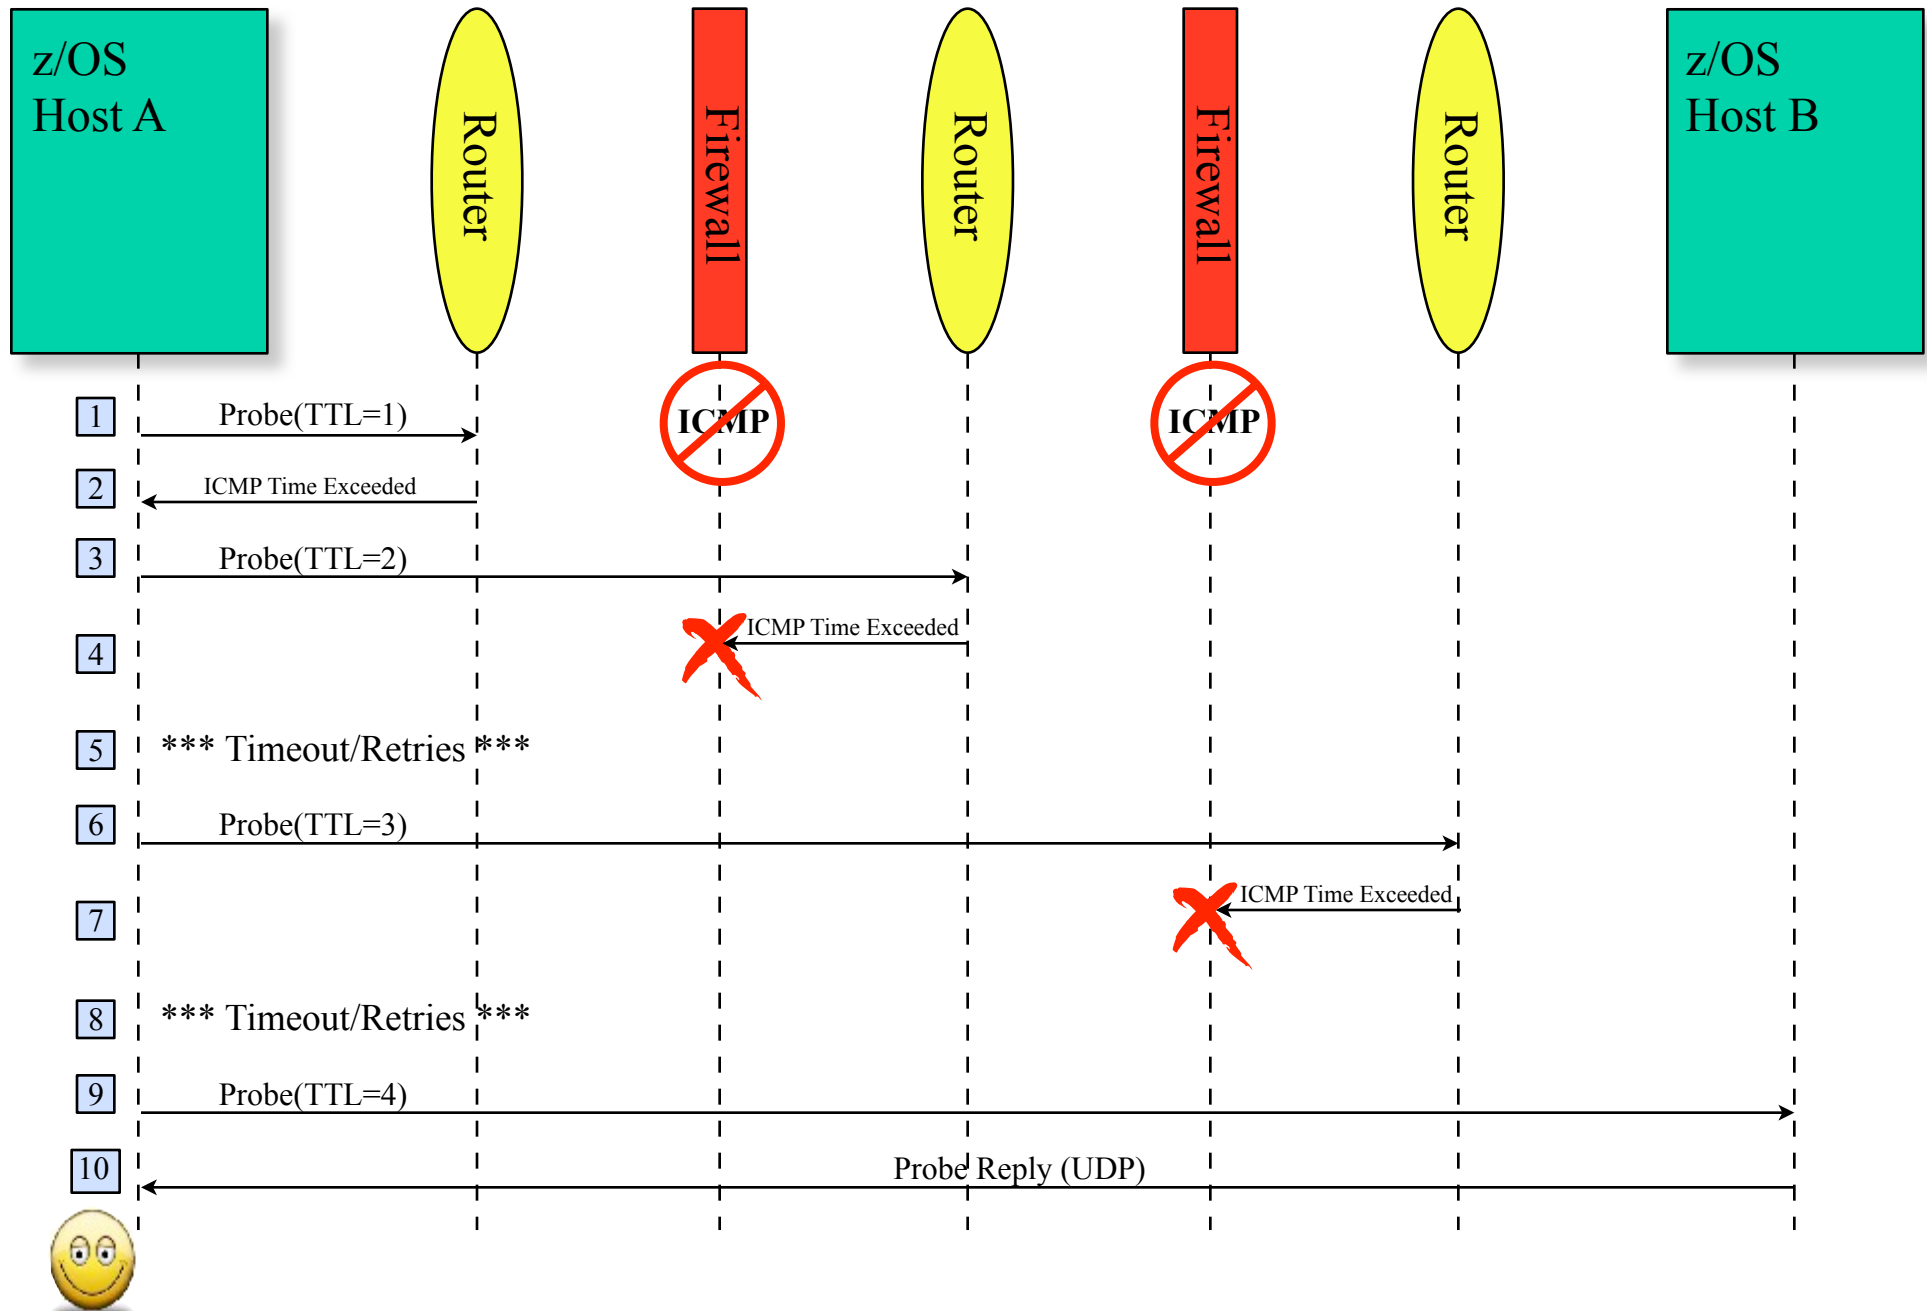 z/OS
Host A
Router
Firewall
Router
Firewall
Router
z/OS
Host B
ICMP
ICMP
1
Probe(TTL=1)
2
ICMP Time Exceeded
3
Probe(TTL=2)
4
ICMP Time Exceeded
5
*** Timeout/Retries ***
6
Probe(TTL=3)
7
ICMP Time Exceeded
8
*** Timeout/Retries ***
9
Probe(TTL=4)
10
Probe Reply (UDP)